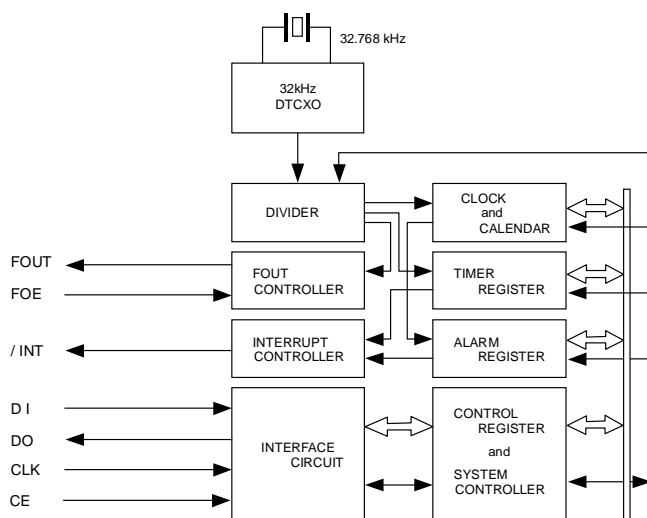 32.768 kHz
32kHz
DTCXO
DIVIDER
CLOCK
and
CALENDAR
FOUT
FOE
FOUT
CONTROLLER
TIMER
REGISTER
/ INT
INTERRUPT
CONTROLLER
ALARM
REGISTER
D I
DO
CLK
CE
INTERFACE
CIRCUIT
CONTROL
REGISTER
and
SYSTEM
CONTROLLER